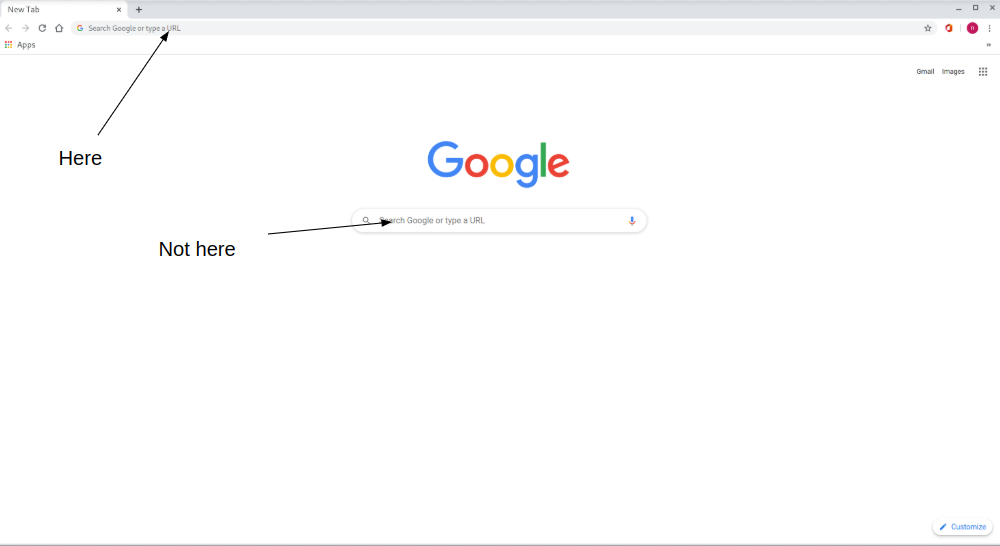 New Tab
Search Google or type a URL
Apps
Gmail Images
Here
Google
Search Google or type a URL
Not here
Customize